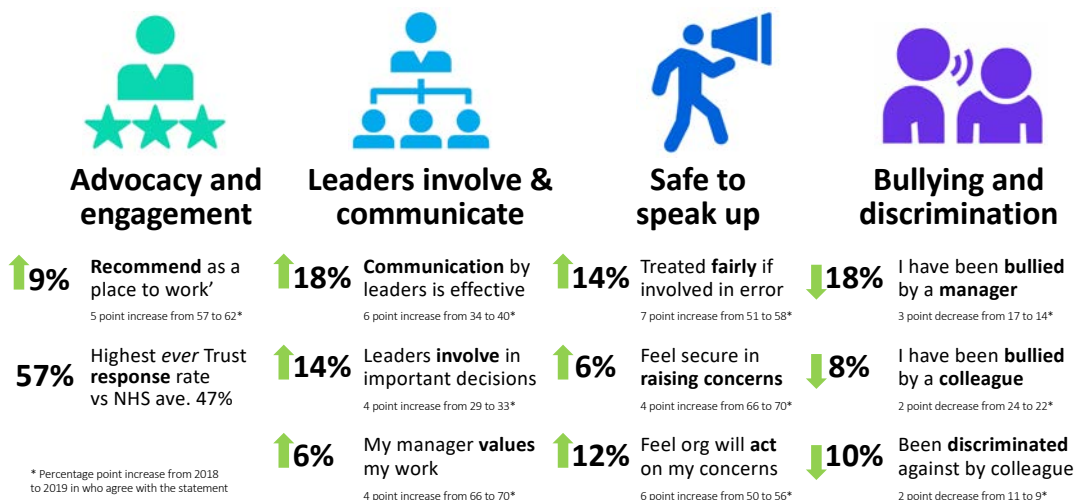 Advocacy and
engagement
9%
Recommend as a
place to work’
5 point increase from 57 to 62*
57%
Highest ever Trust
response rate
vs NHS ave. 47%
* Percentage point increase from 2018
to 2019 in who agree with the statement
Leaders involve &
communicate
18%
Communication by
leaders is effective
6 point increase from 34 to 40*
14%
Leaders involve in
important decisions
4 point increase from 29 to 33*
6%
My manager values
my work
4 point increase from 66 to 70*
Safe to
speak up
14%
Treated fairly if
involved in error
7 point increase from 51 to 58*
6%
Feel secure in
raising concerns
4 point increase from 66 to 70*
12%
Feel org will act
on my concerns
6 point increase from 50 to 56*
Bullying and
discrimination
18%
I have been bullied
by a manager
3 point decrease from 17 to 14*
8%
I have been bullied
by a colleague
2 point decrease from 24 to 22*
10%
Been discriminated
against by colleague
2 point decrease from 11 to 9*